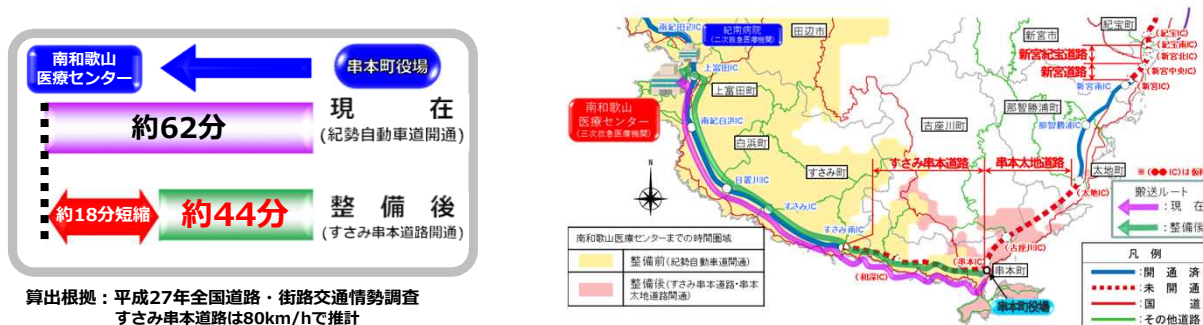 南和歌山
医療センター
串本町役場
約62分
現　在
(紀勢自動車道開通)
約18分短縮
約44分
整 備 後
(すさみ串本道路開通)
算出根拠：平成27年全国道路・街路交通情勢調査
すさみ串本道路は80km/hで推計
南紀田辺IC
紀南病院
(二次救急医療機関)
田辺市
上富田IC
上富田町
南和歌山
医療センター
(三次救急医療機関)
南紀白浜IC
白浜町
日置川IC
すさみ町
すさみIC
すさみ南IC
すさみ串本道路
串本太地道路
古座川町
那智勝浦町
那智勝浦IC
新宮市
紀宝町
(紀宝IC)
(紀宝南IC)
(新宮北IC)
新宮紀宝道路
新宮道路
(新宮中央IC)
(新宮IC)
新宮南IC
太地町
(太地IC)
(古座川IC)
(串本IC)
(和深IC)
串本町
串本町役場
N
※(●●IC)は仮称
搬送ルート
：現　在
：整備後
南和歌山医療センターまでの時間圏域
整備前(紀勢自動車道開通)
整備後(すさみ串本道路・串本
太地道路開通)
凡　例
：開　通　済
：未　開　通
：国　　道
：その他道路